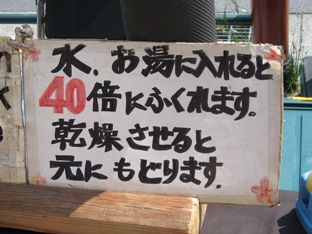 水、お湯に入れると
40倍にふくれます.
乾燥させると
元にもどります.